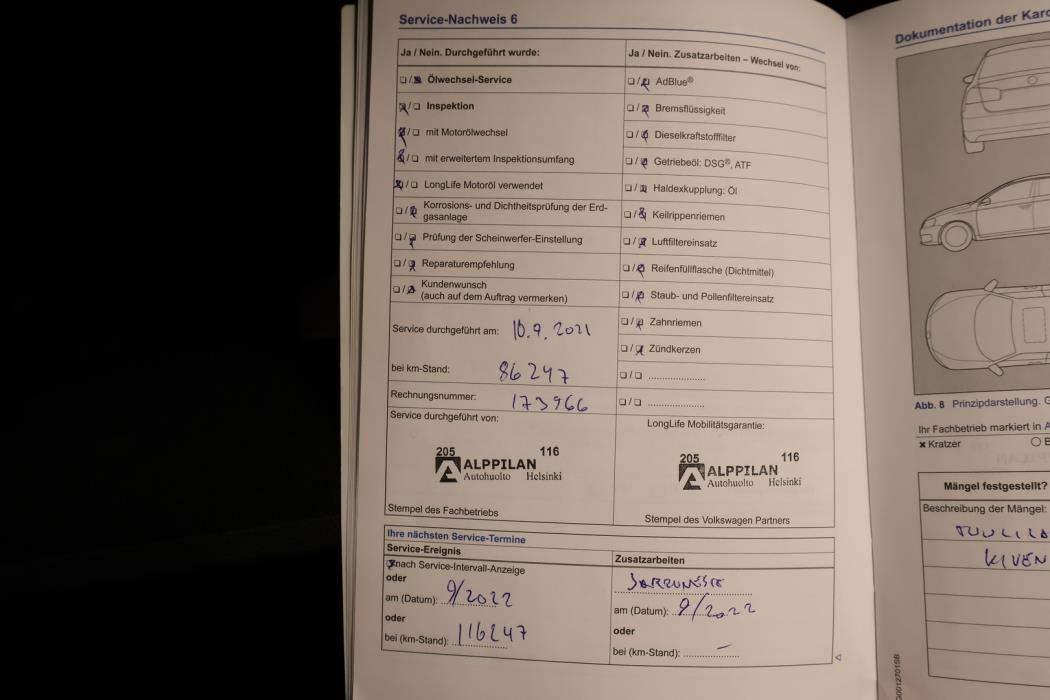 Service-Nachweis 6
Ja / Nein. Durchgeführt wurde:
Ölwechsel-Service
Inspektion
mit Motorölwechsel
mit erweitertem Inspektionsumfang
LongLife Motoröl verwendet
Korrosions- und Dichtheitsprüfung der Erd-
gasanlage
Prüfung der Scheinwerfer-Einstellung
Reparaturempfehlung
Kundenwunsch
(auch auf dem Auftrag vermerken)
Service durchgeführt am: 10.9.2021
bei km-Stand: 86247
Rechnungsnummer: 173966
Service durchgeführt von:
205 116
ALPPILAN
Autohuolto Helsinki
Stempel des Fachbetriebs
Ja / Nein. Zusatzarbeiten – Wechsel von:
AdBlue®
Bremsflüssigkeit
Dieselkraftstofffilter
Getriebeöl: DSG®, ATF
Haldexkupplung: Öl
Keilrippenriemen
Luftfiltereinsatz
Reifenfüllflasche (Dichtmittel)
Staub- und Pollenfiltereinsatz
Zahnriemen
Zündkerzen
LongLife Mobilitätsgarantie:
205 116
ALPPILAN
Autohuolto Helsinki
Stempel des Volkswagen Partners
Ihre nächsten Service-Termine
Service-Ereignis
nach Service-Intervall-Anzeige
oder
am (Datum): 9/2022
oder
bei (km-Stand): 116247
Zusatzarbeiten
JARRUNESTE
am (Datum): 9/2022
oder
bei (km-Stand): –
Dokumentation der Karo
Abb. 8 Prinzipdarstellung. G
Ihr Fachbetrieb markiert in A
× Kratzer
Mängel festgestellt?
Beschreibung der Mängel:
TUULILA
KIVEN